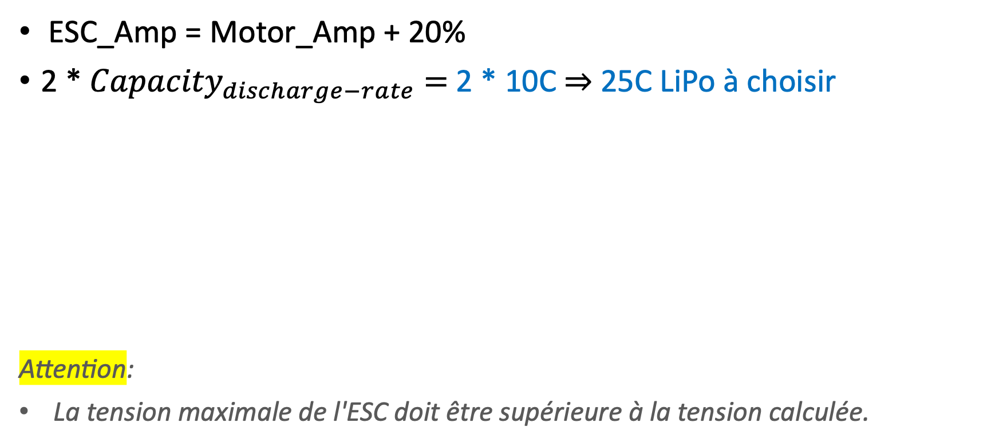 • ESC_Amp = Motor_Amp + 20%
• 2 * Capacity_discharge−rate = 2 * 10C ⇒ 25C LiPo à choisir
Attention:
• La tension maximale de l'ESC doit être supérieure à la tension calculée.